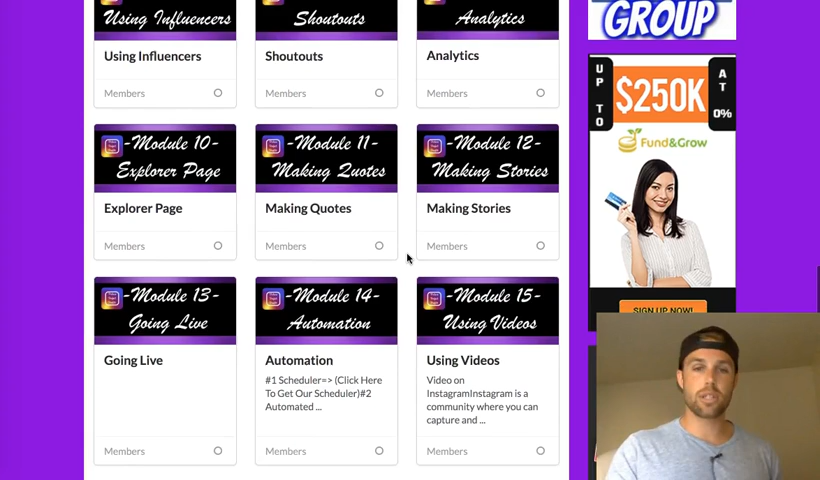 Using Influencers
Shoutouts
Analytics
GROUP
Using Influencers
Shoutouts
Analytics
Members
Members
Members
UP TO
$250K
AT
0%
Fund&Grow
-Module 10-
Explorer Page
-Module 11-
Making Quotes
-Module 12-
Making Stories
Explorer Page
Making Quotes
Making Stories
Members
Members
Members
SIGN UP NOW!
-Module 13-
Going Live
-Module 14-
Automation
-Module 15-
Using Videos
Going Live
Automation
#1 Scheduler=> (Click Here
To Get Our Scheduler)#2
Automated ...
Using Videos
Video on
InstagramInstagram is a
community where you can
capture and ...
Members
Members
Members